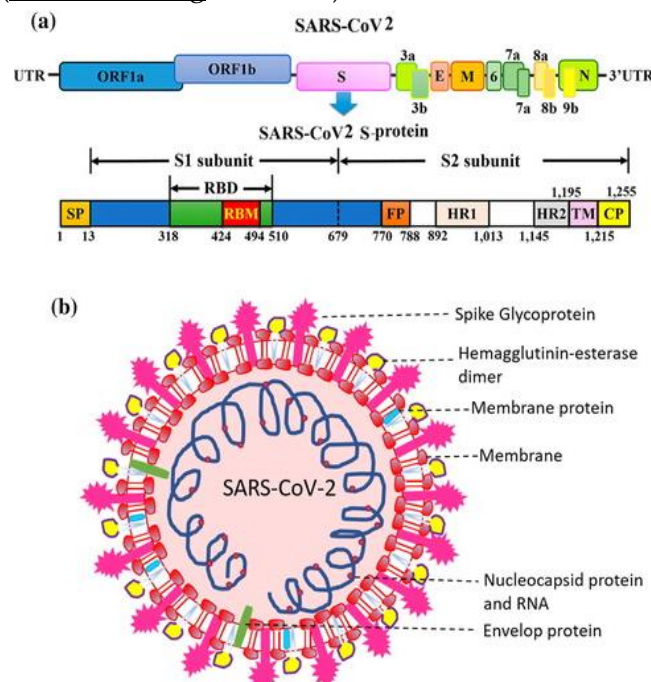 (a)
SARS-CoV2
UTR ORF1a ORF1b S 3a 3b E M 6 7a 7a 8a 8b 9b N 3'UTR
SARS-CoV2 S-protein
S1 subunit S2 subunit
RBD
1,195 1,255
SP RBM FP HR1 HR2 TM CP
1 13 318 424 494 510 679 770 788 892 1,013 1,145 1,215
(b)
Spike Glycoprotein
Hemagglutinin-esterase
dimer
Membrane protein
Membrane
SARS-CoV-2
Nucleocapsid protein
and RNA
Envelop protein